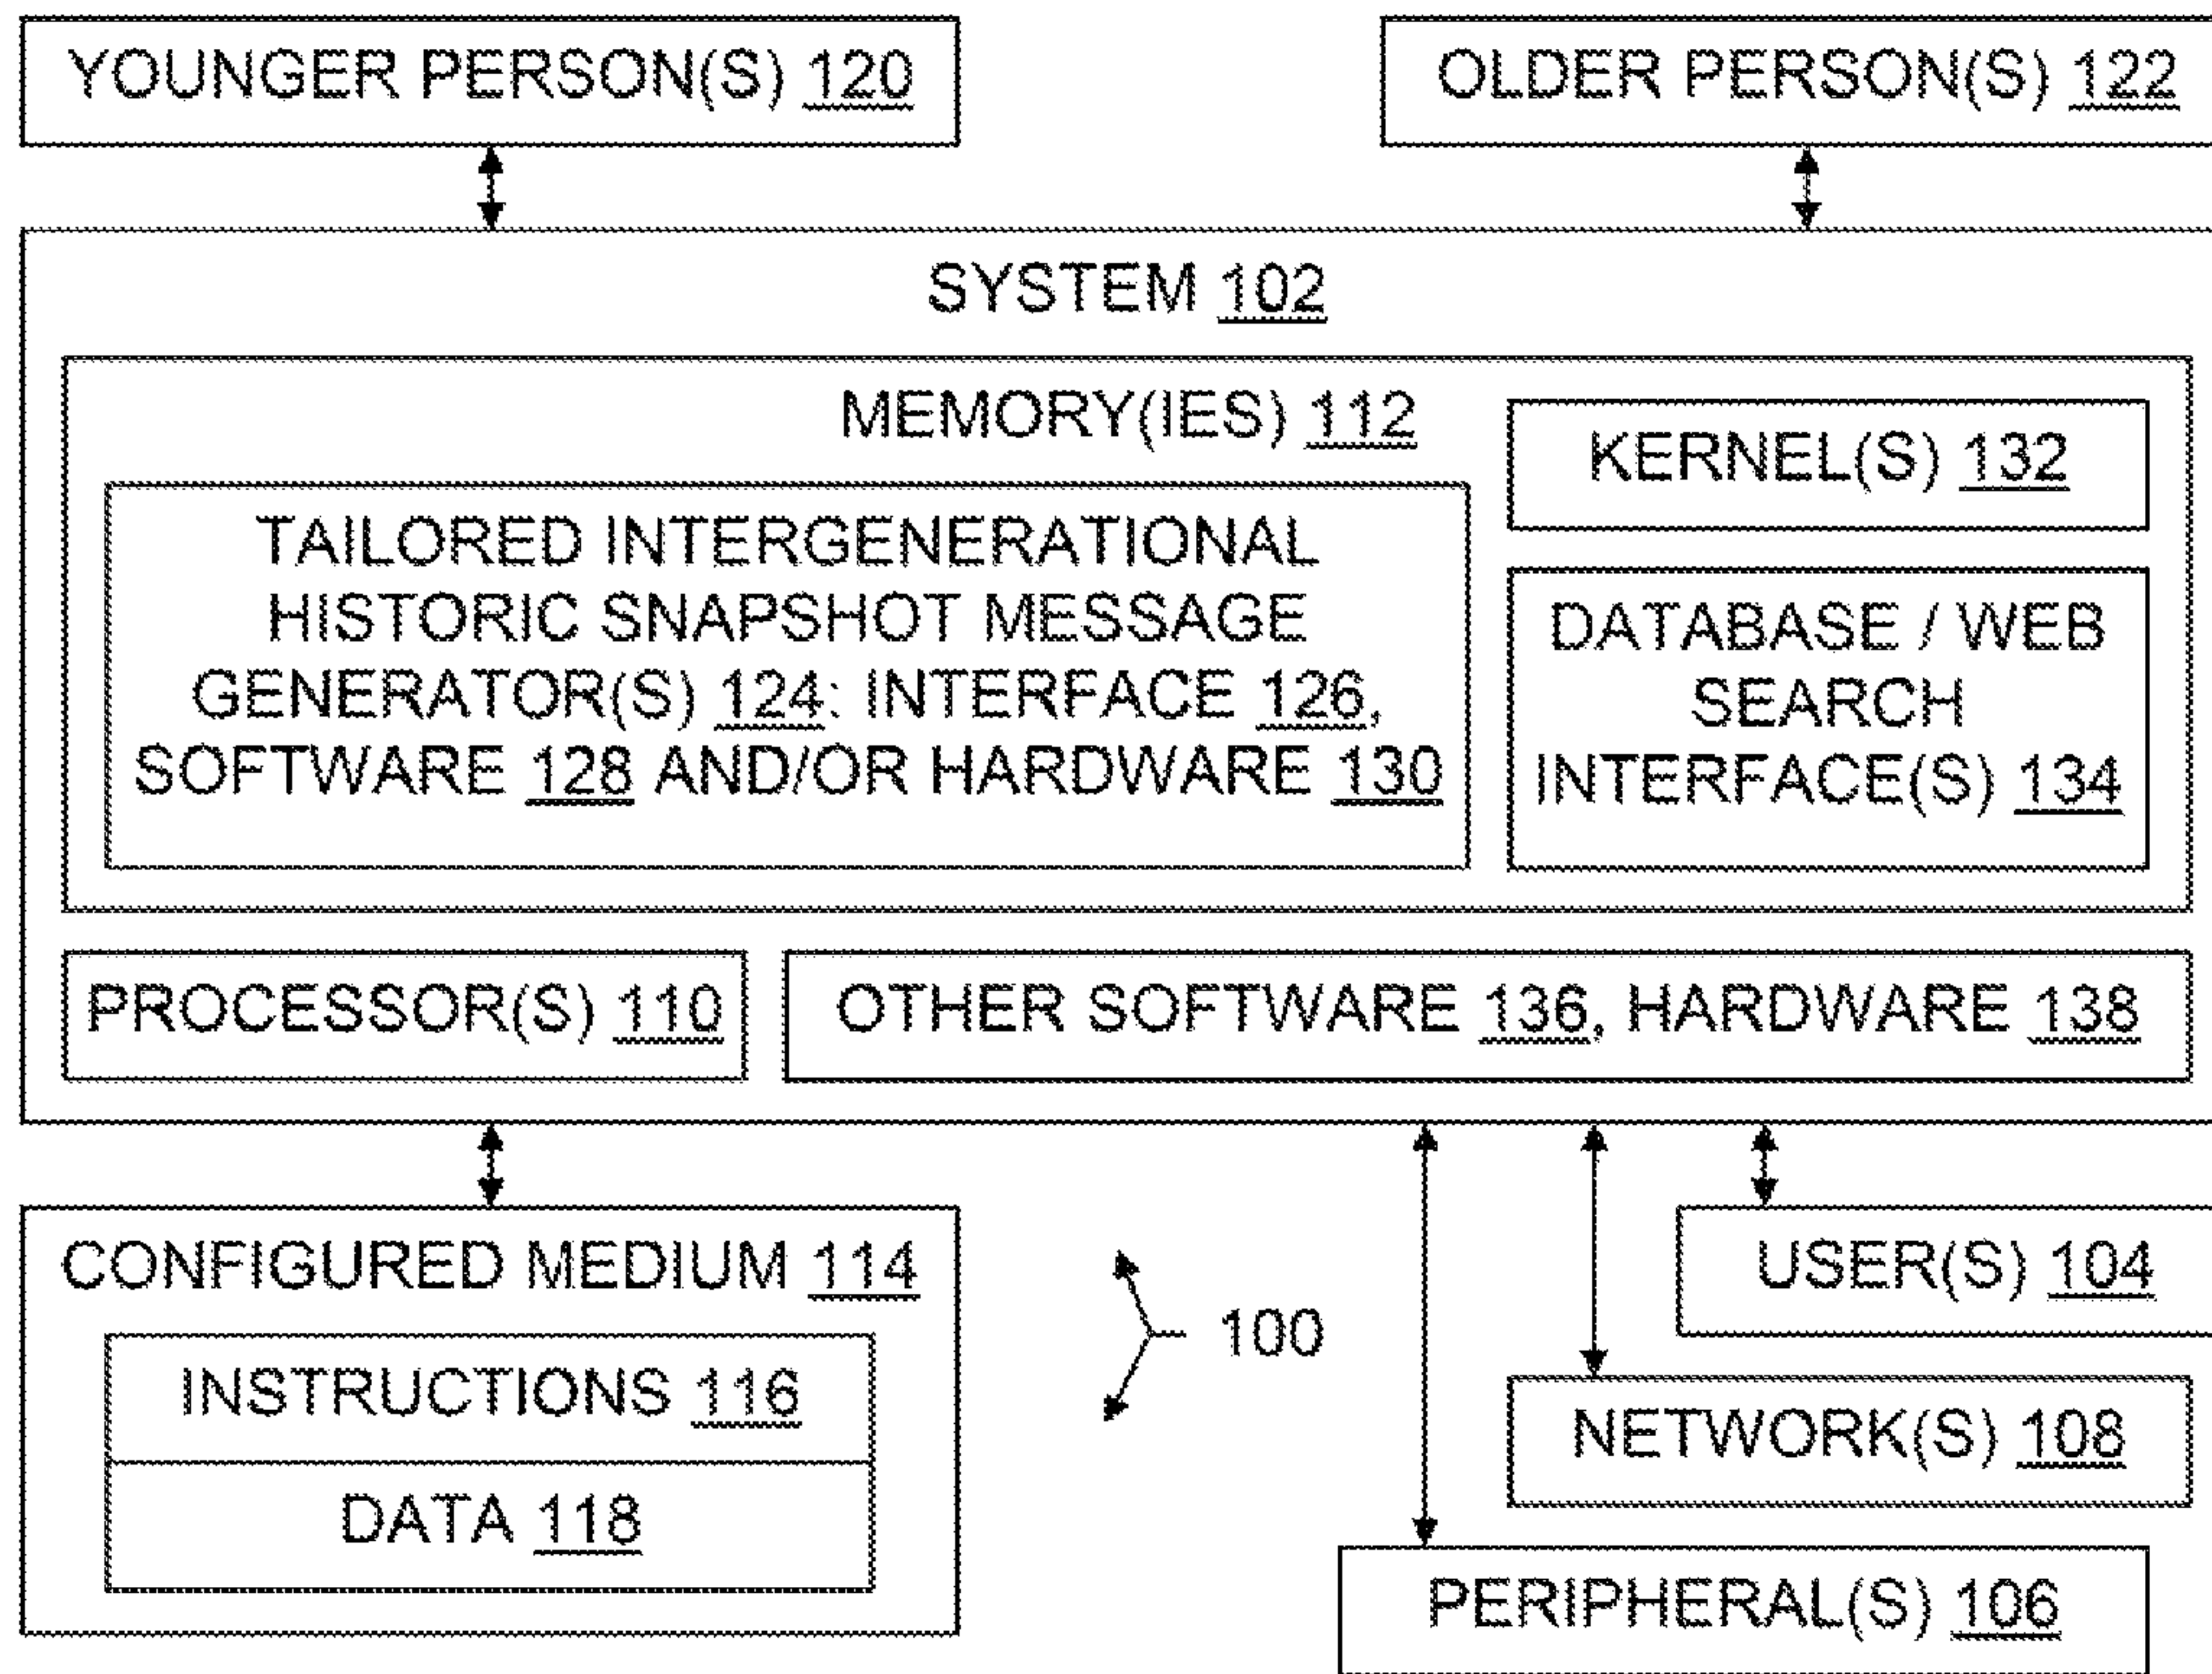 YOUNGER PERSON(S) 120
OLDER PERSON(S) 122
SYSTEM 102
MEMORY(IES) 112
TAILORED INTERGENERATIONAL
HISTORIC SNAPSHOT MESSAGE
GENERATOR(S) 124: INTERFACE 126,
SOFTWARE 128 AND/OR HARDWARE 130
KERNEL(S) 132
DATABASE / WEB
SEARCH
INTERFACE(S) 134
PROCESSOR(S) 110
OTHER SOFTWARE 136, HARDWARE 138
CONFIGURED MEDIUM 114
INSTRUCTIONS 116
DATA 118
100
USER(S) 104
NETWORK(S) 108
PERIPHERAL(S) 106